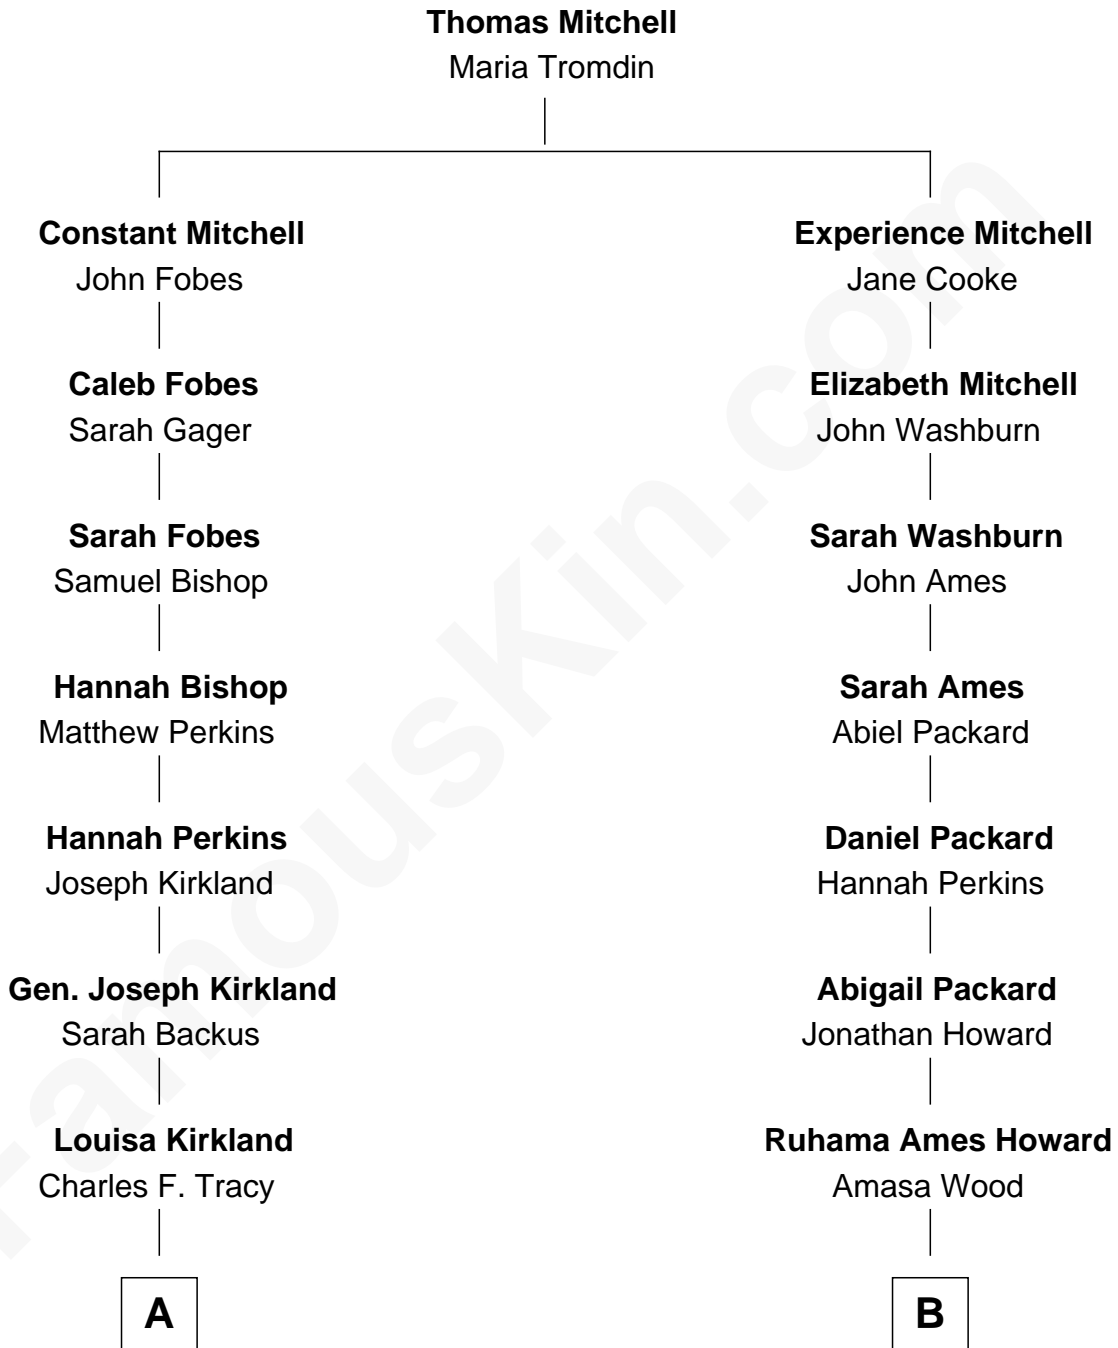 Thomas Mitchell
Maria Tromdin
Constant Mitchell
John Fobes
Caleb Fobes
Sarah Gager
Sarah Fobes
Samuel Bishop
Hannah Bishop
Matthew Perkins
Hannah Perkins
Joseph Kirkland
Gen. Joseph Kirkland
Sarah Backus
Louisa Kirkland
Charles F. Tracy
A
Experience Mitchell
Jane Cooke
Elizabeth Mitchell
John Washburn
Sarah Washburn
John Ames
Sarah Ames
Abiel Packard
Daniel Packard
Hannah Perkins
Abigail Packard
Jonathan Howard
Ruhama Ames Howard
Amasa Wood
B
FamousKin.com